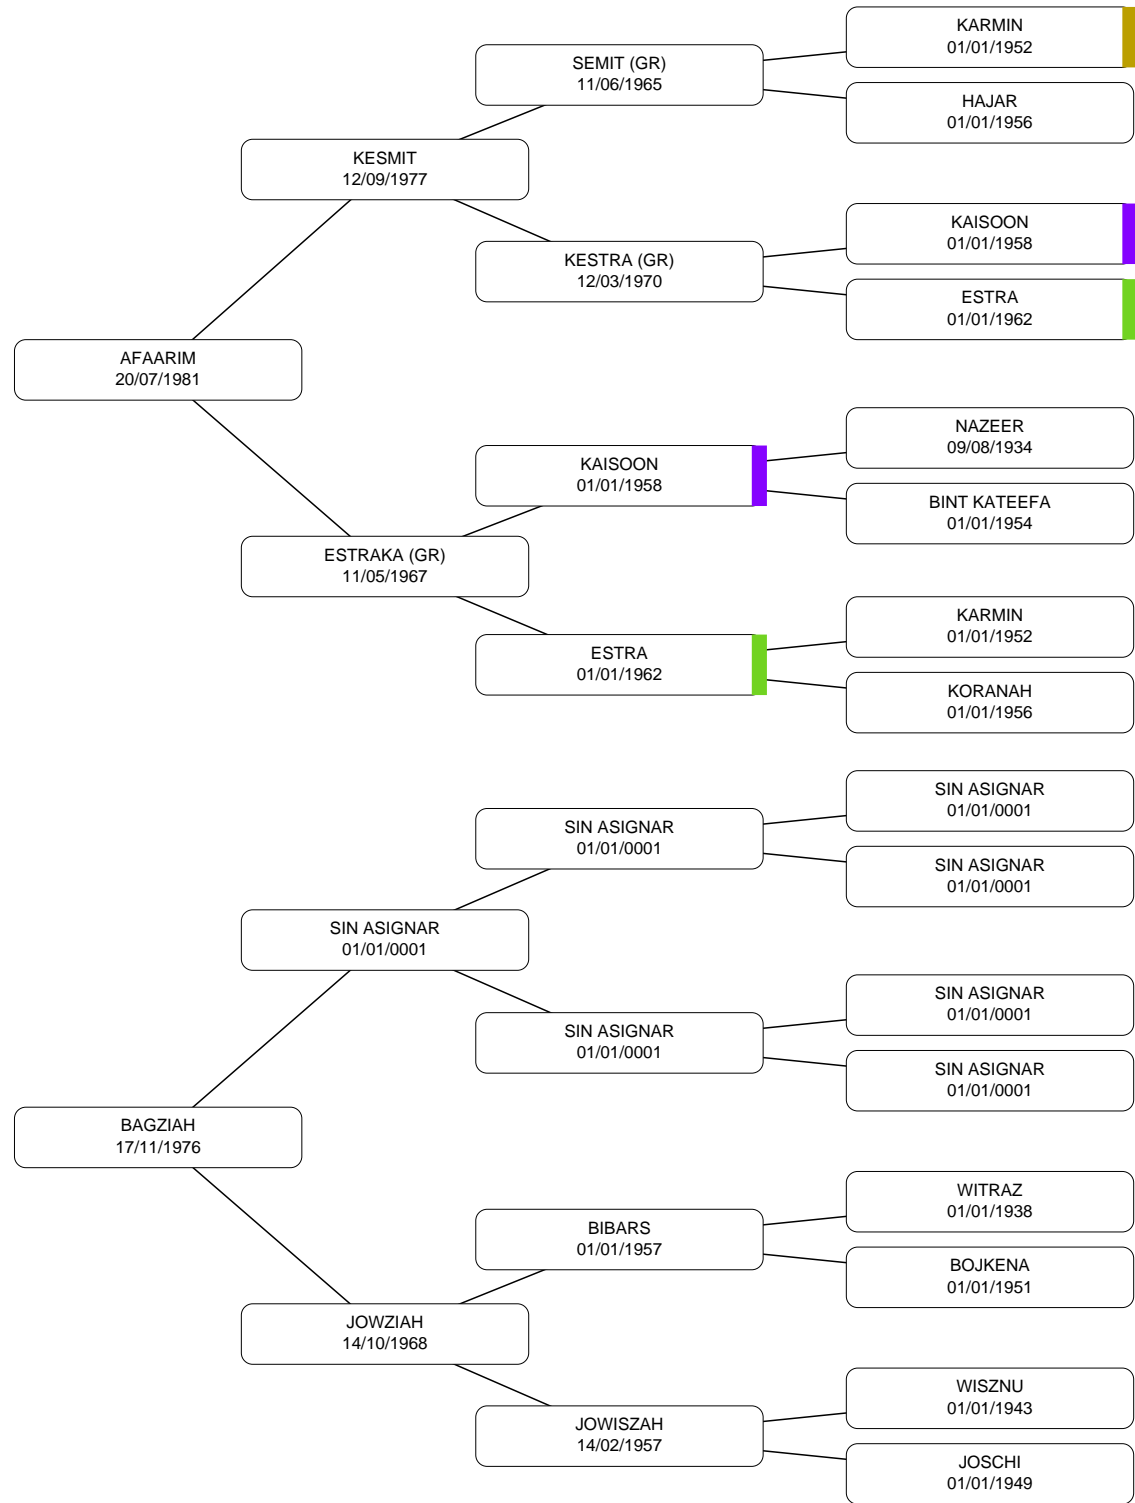 KARMIN
01/01/1952
SEMIT (GR)
11/06/1965
HAJAR
01/01/1956
KESMIT
12/09/1977
KAISOON
01/01/1958
KESTRA (GR)
12/03/1970
ESTRA
01/01/1962
AFAARIM
20/07/1981
NAZEER
09/08/1934
KAISOON
01/01/1958
BINT KATEEFA
01/01/1954
ESTRAKA (GR)
11/05/1967
KARMIN
01/01/1952
ESTRA
01/01/1962
KORANAH
01/01/1956
SIN ASIGNAR
01/01/0001
SIN ASIGNAR
01/01/0001
SIN ASIGNAR
01/01/0001
SIN ASIGNAR
01/01/0001
SIN ASIGNAR
01/01/0001
SIN ASIGNAR
01/01/0001
SIN ASIGNAR
01/01/0001
BAGZIAH
17/11/1976
WITRAZ
01/01/1938
BIBARS
01/01/1957
BOJKENA
01/01/1951
JOWZIAH
14/10/1968
WISZNU
01/01/1943
JOWISZAH
14/02/1957
JOSCHI
01/01/1949